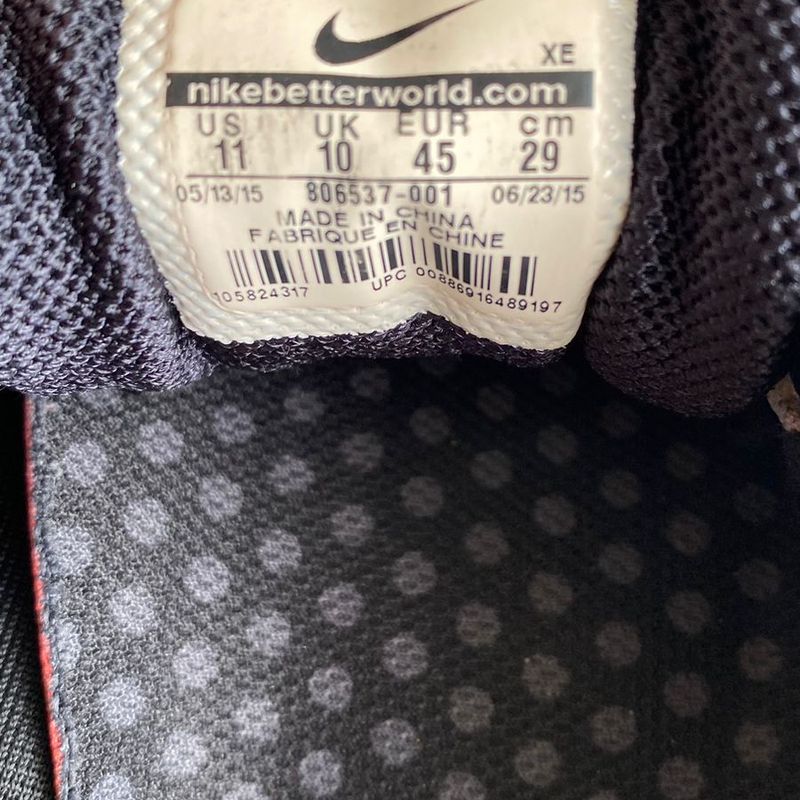 XE
nikebetterworld.com
US UK EUR cm
11 10 45 29
05/13/15 806537-001 06/23/15
MADE IN CHINA
FABRIQUE EN CHINE
105824317 UPC 00886916489197